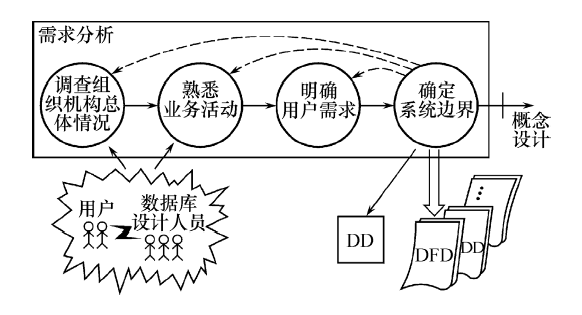 需求分析
调查组
织机构总
体情况
熟悉
业务活动
明确
用户需求
确定
系统边界
概念
设计
用户
数据库
设计人员
DD
DFD
DD